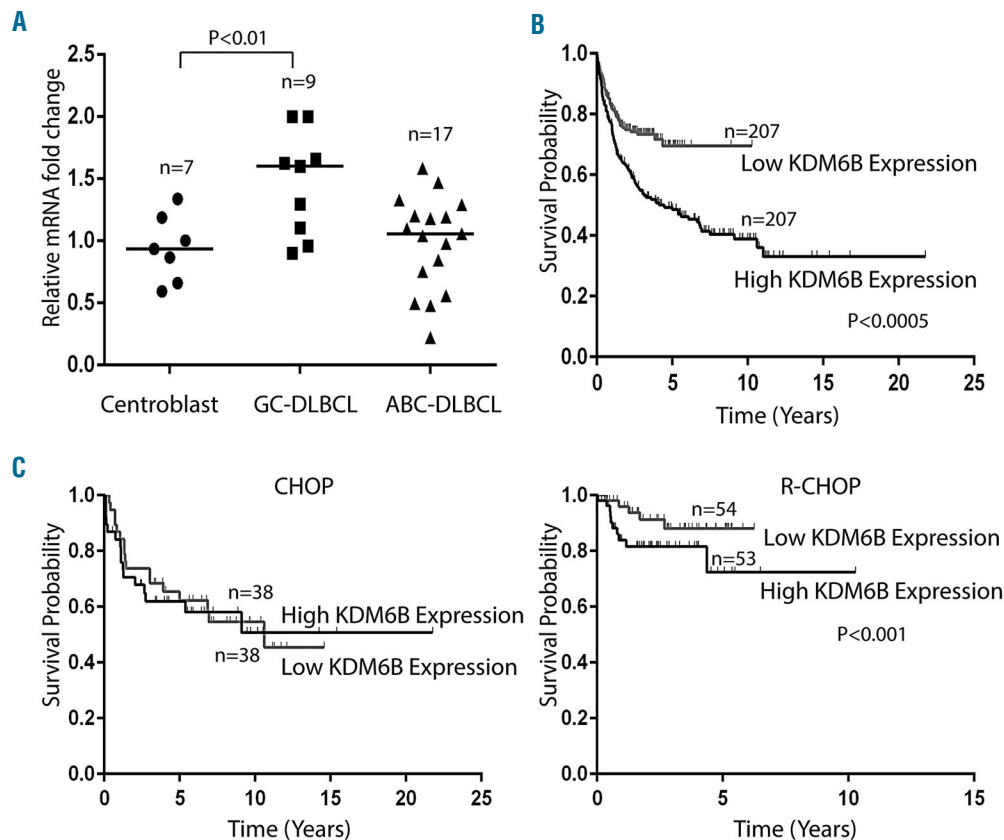 A
P<0.01
2.5
2.0
1.5
1.0
0.5
0.0
Relative mRNA fold change
n=7
n=9
n=17
Centroblast
GC-DLBCL
ABC-DLBCL
B
1.0
0.8
0.6
0.4
0.2
0.0
Survival Probability
n=207
Low KDM6B Expression
n=207
High KDM6B Expression
P<0.0005
0
5
10
15
20
25
Time (Years)
C
CHOP
1.0
0.8
0.6
0.4
0.2
0.0
Survival Probability
n=38
High KDM6B Expression
n=38
Low KDM6B Expression
0
5
10
15
20
25
Time (Years)
R-CHOP
1.0
0.8
0.6
0.4
0.2
0.0
Survival Probability
n=54
Low KDM6B Expression
n=53
High KDM6B Expression
P<0.001
0
5
10
15
Time (Years)